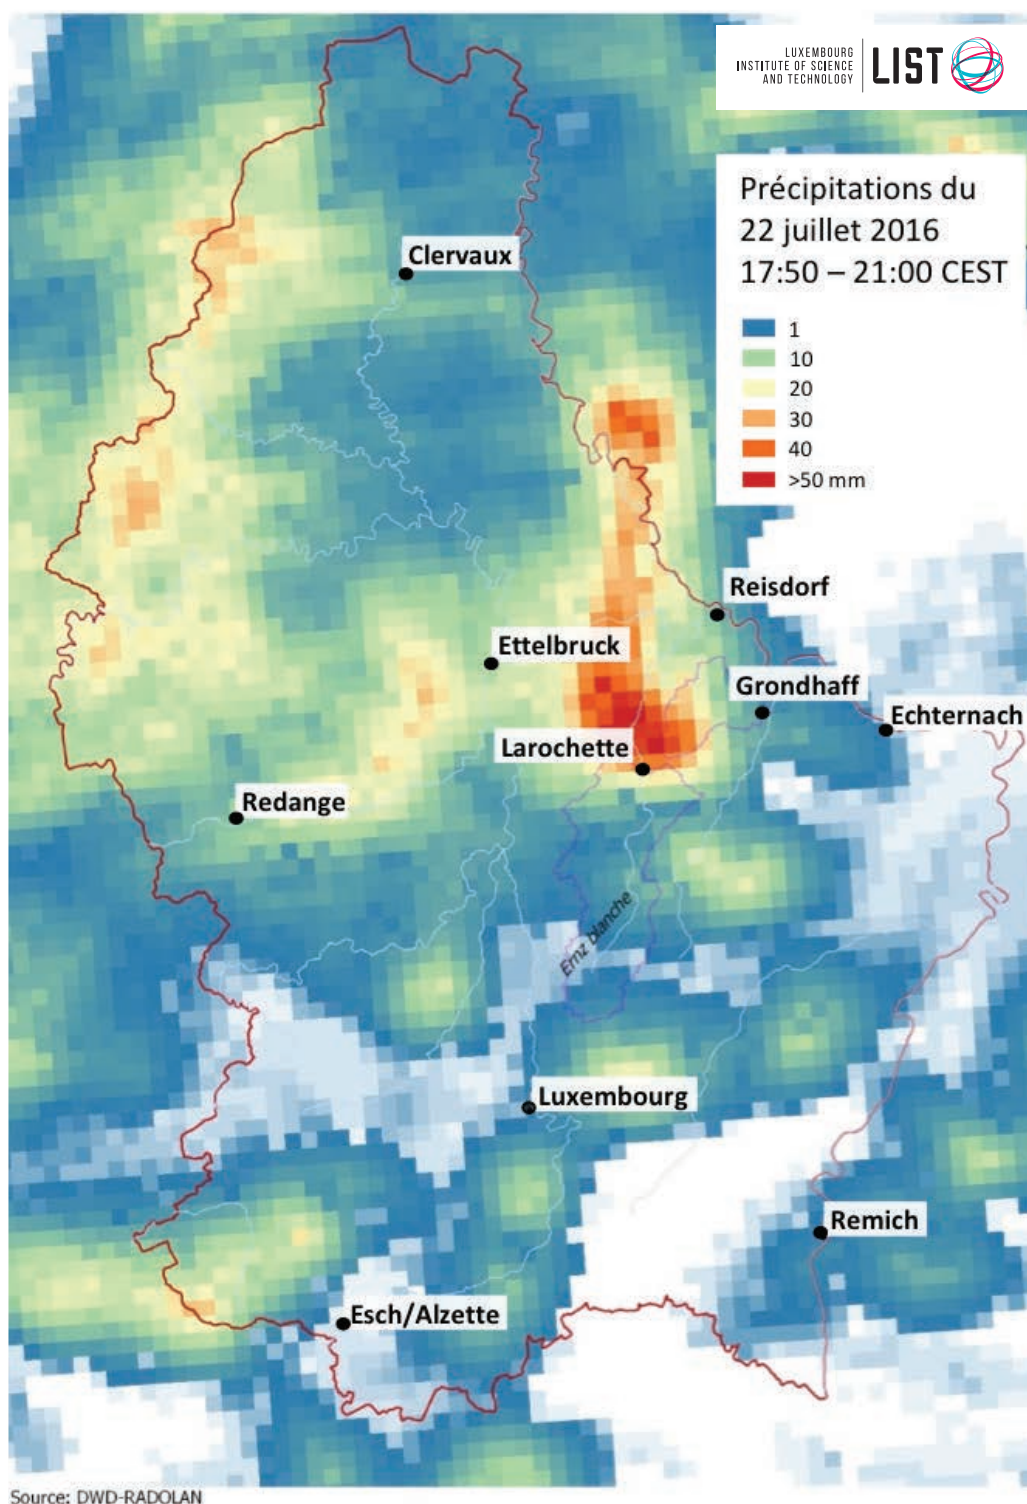 LUXEMBOURG
INSTITUTE OF SCIENCE
AND TECHNOLOGY
LIST
Précipitations du
22 juillet 2016
17:50 – 21:00 CEST
1
10
20
30
40
>50 mm
Clervaux
Reisdorf
Ettelbruck
Grondhaff
Echternach
Larochette
Redange
Ernz blanche
Luxembourg
Remich
Esch/Alzette
Source: DWD-RADOLAN